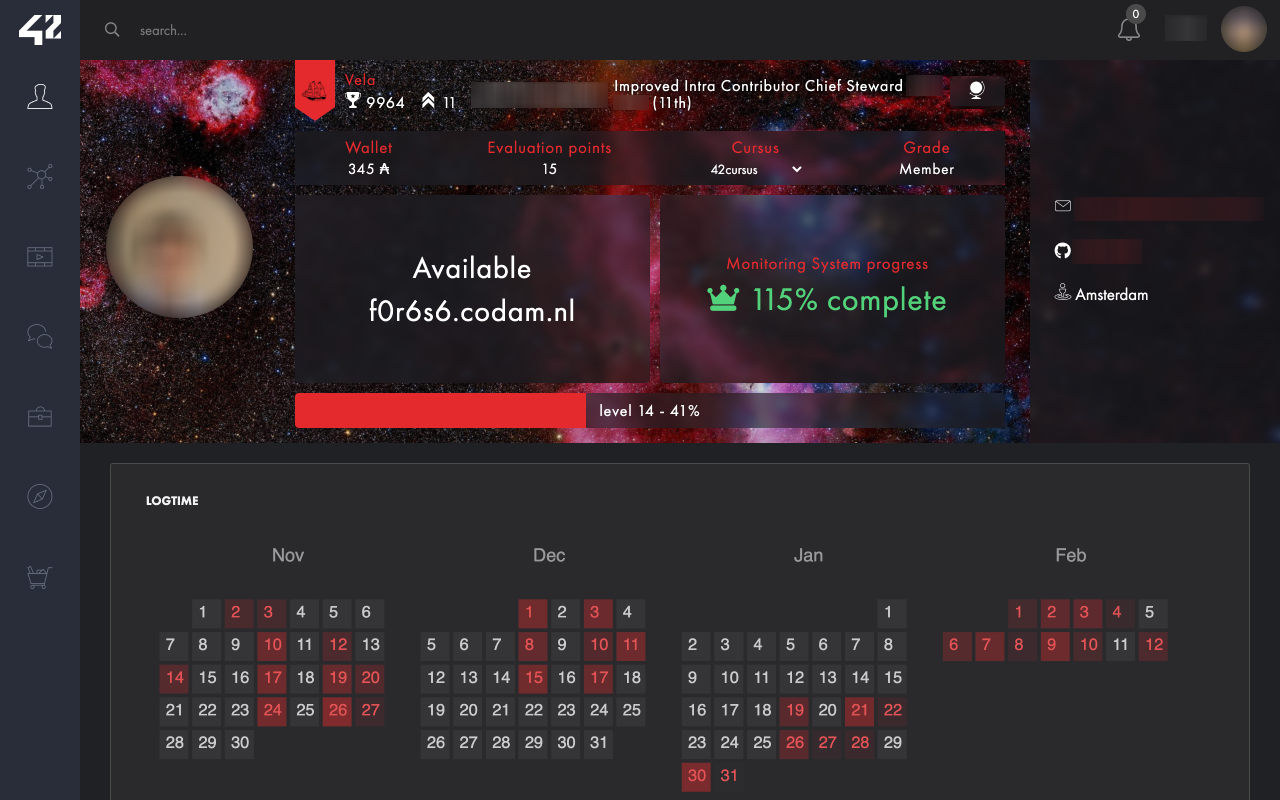 42
search...
0
Vela
9964 11
Improved Intra Contributor Chief Steward
(11th)
Wallet Evaluation points Cursus Grade
345 ₳ 15 42cursus Member
Available
f0r6s6.codam.nl
Monitoring System progress
115% complete
Amsterdam
level 14 - 41%
LOGTIME
Nov Dec Jan Feb
1 2 3 4 5 6 1 2 3 4 1 1 2 3 4 5
7 8 9 10 11 12 13 5 6 7 8 9 10 11 2 3 4 5 6 7 8 6 7 8 9 10 11 12
14 15 16 17 18 19 20 12 13 14 15 16 17 18 9 10 11 12 13 14 15
21 22 23 24 25 26 27 19 20 21 22 23 24 25 16 17 18 19 20 21 22
28 29 30 26 27 28 29 30 31 23 24 25 26 27 28 29
30 31